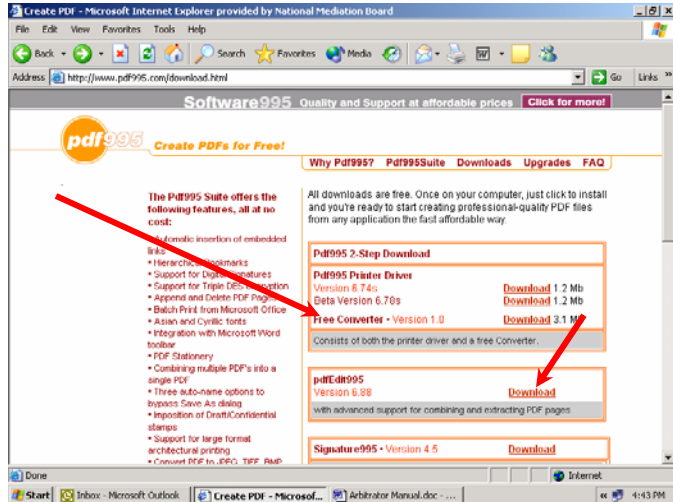 Create PDF - Microsoft Internet Explorer provided by National Mediation Board
File Edit View Favorites Tools Help
Back Search Favorites Media
Address http://www.pdf995.com/download.html Go Links »
Software995 Quality and Support at affordable prices Click for more!
pdf995 Create PDFs for Free!
Why Pdf995? Pdf995Suite Downloads Upgrades FAQ
The Pdf995 Suite offers the
following features, all at no
cost:
• Automatic insertion of embedded
links
• Hierarchical Bookmarks
• Support for Digital Signatures
• Support for Triple DES encryption
• Append and Delete PDF Pages
• Batch Print from Microsoft Office
• Asian and Cyrillic fonts
• Integration with Microsoft Word
toolbar
• PDF Stationery
• Combining multiple PDF's into a
single PDF
• Three auto-name options to
bypass Save As dialog
• Imposition of Draft/Confidential
stamps
• Support for large format
architectural printing
• Convert PDF to JPEG, TIFF, BMP
All downloads are free. Once on your computer, just click to install
and you're ready to start creating professional-quality PDF files
from any application the fast affordable way.
Pdf995 2-Step Download
Pdf995 Printer Driver
Version 6.74s Download 1.2 Mb
Beta Version 6.78s Download 1.2 Mb
Free Converter • Version 1.0 Download 3.1 Mb
Consists of both the printer driver and a free Converter.
pdfEdit995
Version 6.88 Download
with advanced support for combining and extracting PDF pages
Signature995 • Version 4.5 Download
Done Internet
Start Inbox - Microsoft Outlook Create PDF - Microsof... Arbitrator Manual.doc - ... « 4:43 PM